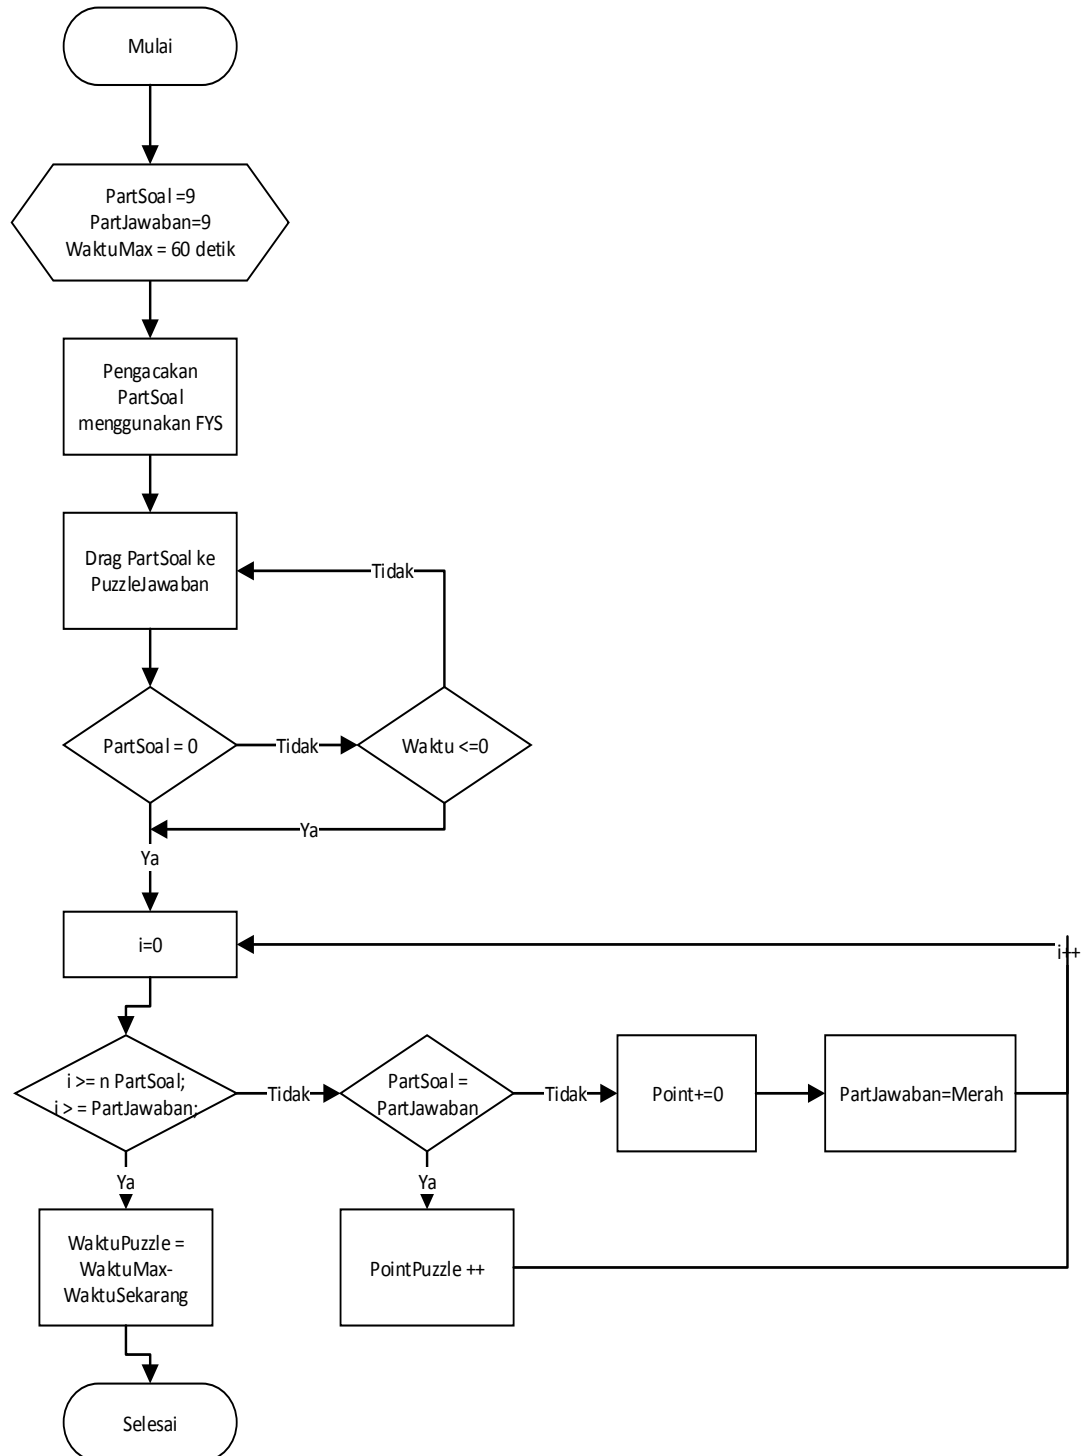 Mulai
PartSoal =9
PartJawaban=9
WaktuMax = 60 detik
Pengacakan
PartSoal
menggunakan FYS
Drag PartSoal ke
PuzzleJawaban
Tidak
PartSoal = 0
Tidak
Waktu <=0
Ya
Ya
i=0
i++
i >= n PartSoal;
i > = PartJawaban;
Tidak
PartSoal =
PartJawaban
Tidak
Point+=0
PartJawaban=Merah
Ya
Ya
WaktuPuzzle =
WaktuMax-
WaktuSekarang
PointPuzzle ++
Selesai